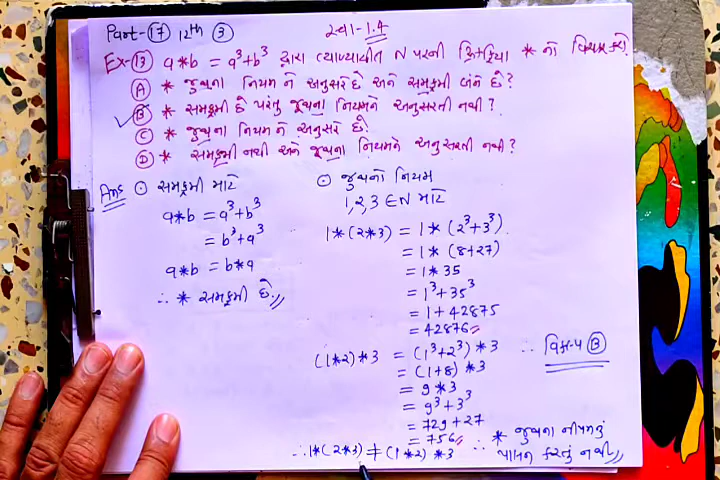 Part-17 12th ③ સ્વા-1.4
Ex-13 a*b = a³+b³ દ્વારા વ્યાખ્યાયીત N પરની ક્રિયા * નો વિચાર કરો.
Ⓐ * જુથના નિયમ ને અનુસરે છે અને સમક્રમી બંને છે?
Ⓑ * સમક્રમી છે પરંતુ જૂથના નિયમને અનુસરતી નથી?
Ⓒ * જુથના નિયમ ને અનુસરે છે.
Ⓓ * સમક્રમી નથી અને જૂથના નિયમને અનુસરતી નથી?
Ans ⊙ સમક્રમી માટે
a*b = a³+b³
= b³+a³
a*b = b*a
∴ * સમક્રમી છે.
⊙ જુથનો નિયમ
1,2,3 ∈ N માટે
1*(2*3) = 1*(2³+3³)
= 1*(8+27)
= 1*35
= 1³+35³
= 1+42875
= 42876
(1*2)*3 = (1³+2³)*3
= (1+8)*3
= 9*3
= 9³+3³
= 729+27
= 756
∴ 1*(2*3) ≠ (1*2)*3
∴ * જુથના નીયમનું
પાલન કરતું નથી
∴ વિક-પ Ⓑ